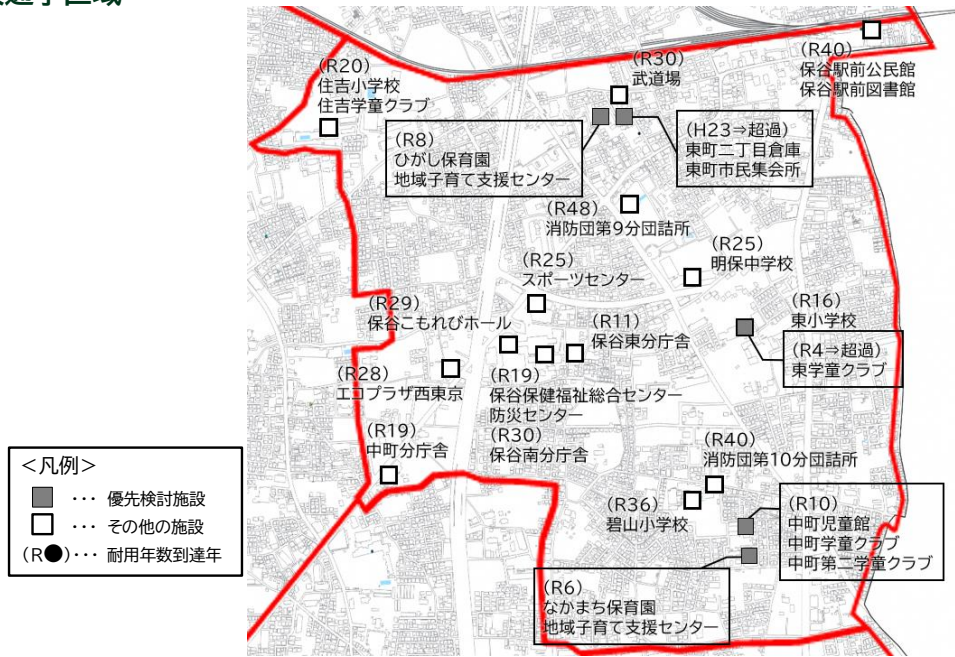 (R20)
住吉小学校
住吉学童クラブ
(R30)
武道場
(R40)
保谷駅前公民館
保谷駅前図書館
(R8)
ひがし保育園
地域子育て支援センター
(H23⇒超過)
東町二丁目倉庫
東町市民集会所
(R48)
消防団第9分団詰所
(R25)
明保中学校
(R25)
スポーツセンター
(R29)
保谷こもれびホール
(R11)
保谷東分庁舎
(R16)
東小学校
(R4⇒超過)
東学童クラブ
(R28)
エコプラザ西東京
(R19)
保谷保健福祉総合センター
防災センター
(R30)
保谷南分庁舎
(R19)
中町分庁舎
(R40)
消防団第10分団詰所
(R36)
碧山小学校
(R10)
中町児童館
中町学童クラブ
中町第二学童クラブ
(R6)
なかまち保育園
地域子育て支援センター
<凡例>
・・・ 優先検討施設
・・・ その他の施設
(R●)・・・ 耐用年数到達年